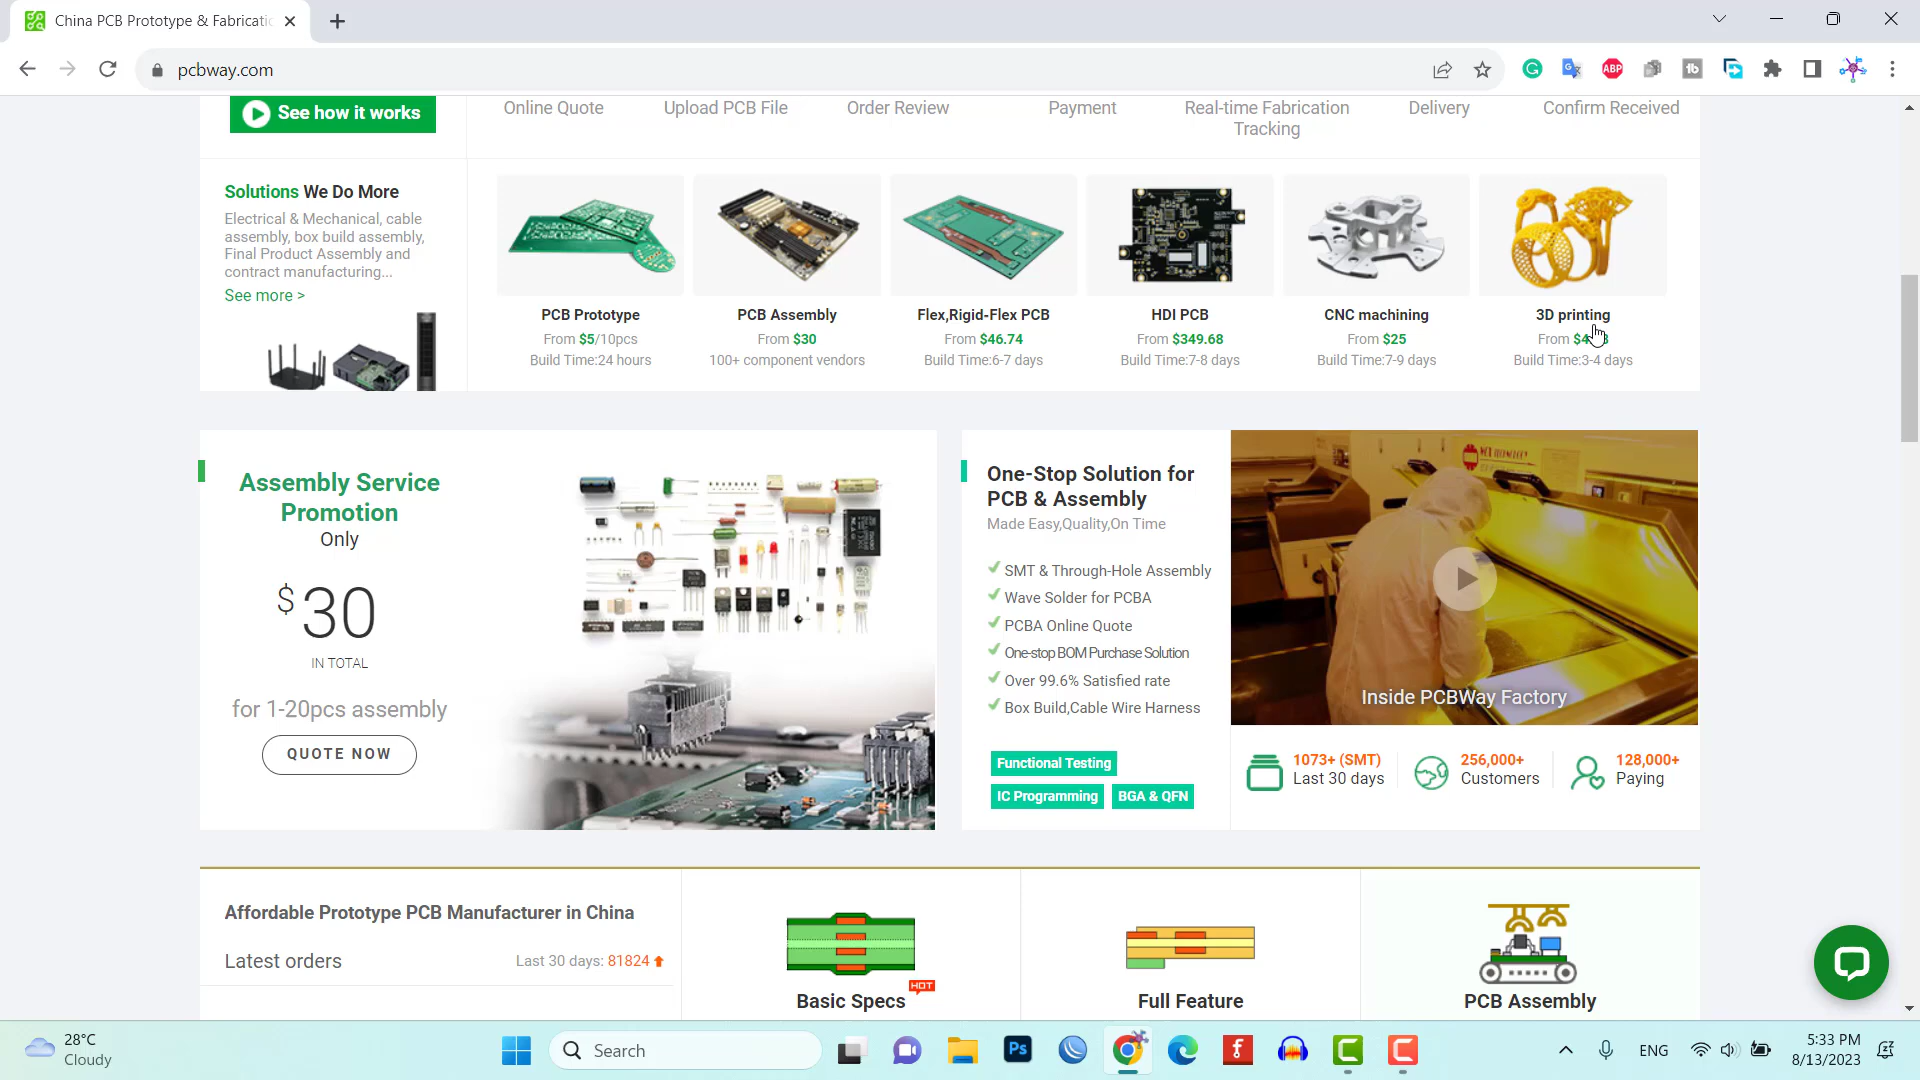 China PCB Prototype & Fabricatic
pcbway.com
See how it works
Online Quote
Upload PCB File
Order Review
Payment
Real-time Fabrication
Tracking
Delivery
Confirm Received
Solutions We Do More
Electrical & Mechanical, cable
assembly, box build assembly,
Final Product Assembly and
contract manufacturing...
See more >
PCB Prototype
From $5/10pcs
Build Time:24 hours
PCB Assembly
From $30
100+ component vendors
Flex,Rigid-Flex PCB
From $46.74
Build Time:6-7 days
HDI PCB
From $349.68
Build Time:7-8 days
CNC machining
From $25
Build Time:7-9 days
3D printing
From
Build Time:3-4 days
Assembly Service
Promotion
Only
$30
IN TOTAL
for 1-20pcs assembly
QUOTE NOW
One-Stop Solution for
PCB & Assembly
Made Easy,Quality,On Time
SMT & Through-Hole Assembly
Wave Solder for PCBA
PCBA Online Quote
One-stop BOM Purchase Solution
Over 99.6% Satisfied rate
Box Build,Cable Wire Harness
Functional Testing
IC Programming
BGA & QFN
Inside PCBWay Factory
1073+ (SMT)
Last 30 days
256,000+
Customers
128,000+
Paying
Affordable Prototype PCB Manufacturer in China
Latest orders
Last 30 days: 81824
HOT
Basic Specs
Full Feature
PCB Assembly
28°C
Cloudy
Search
Ps
ENG
5:33 PM
8/13/2023